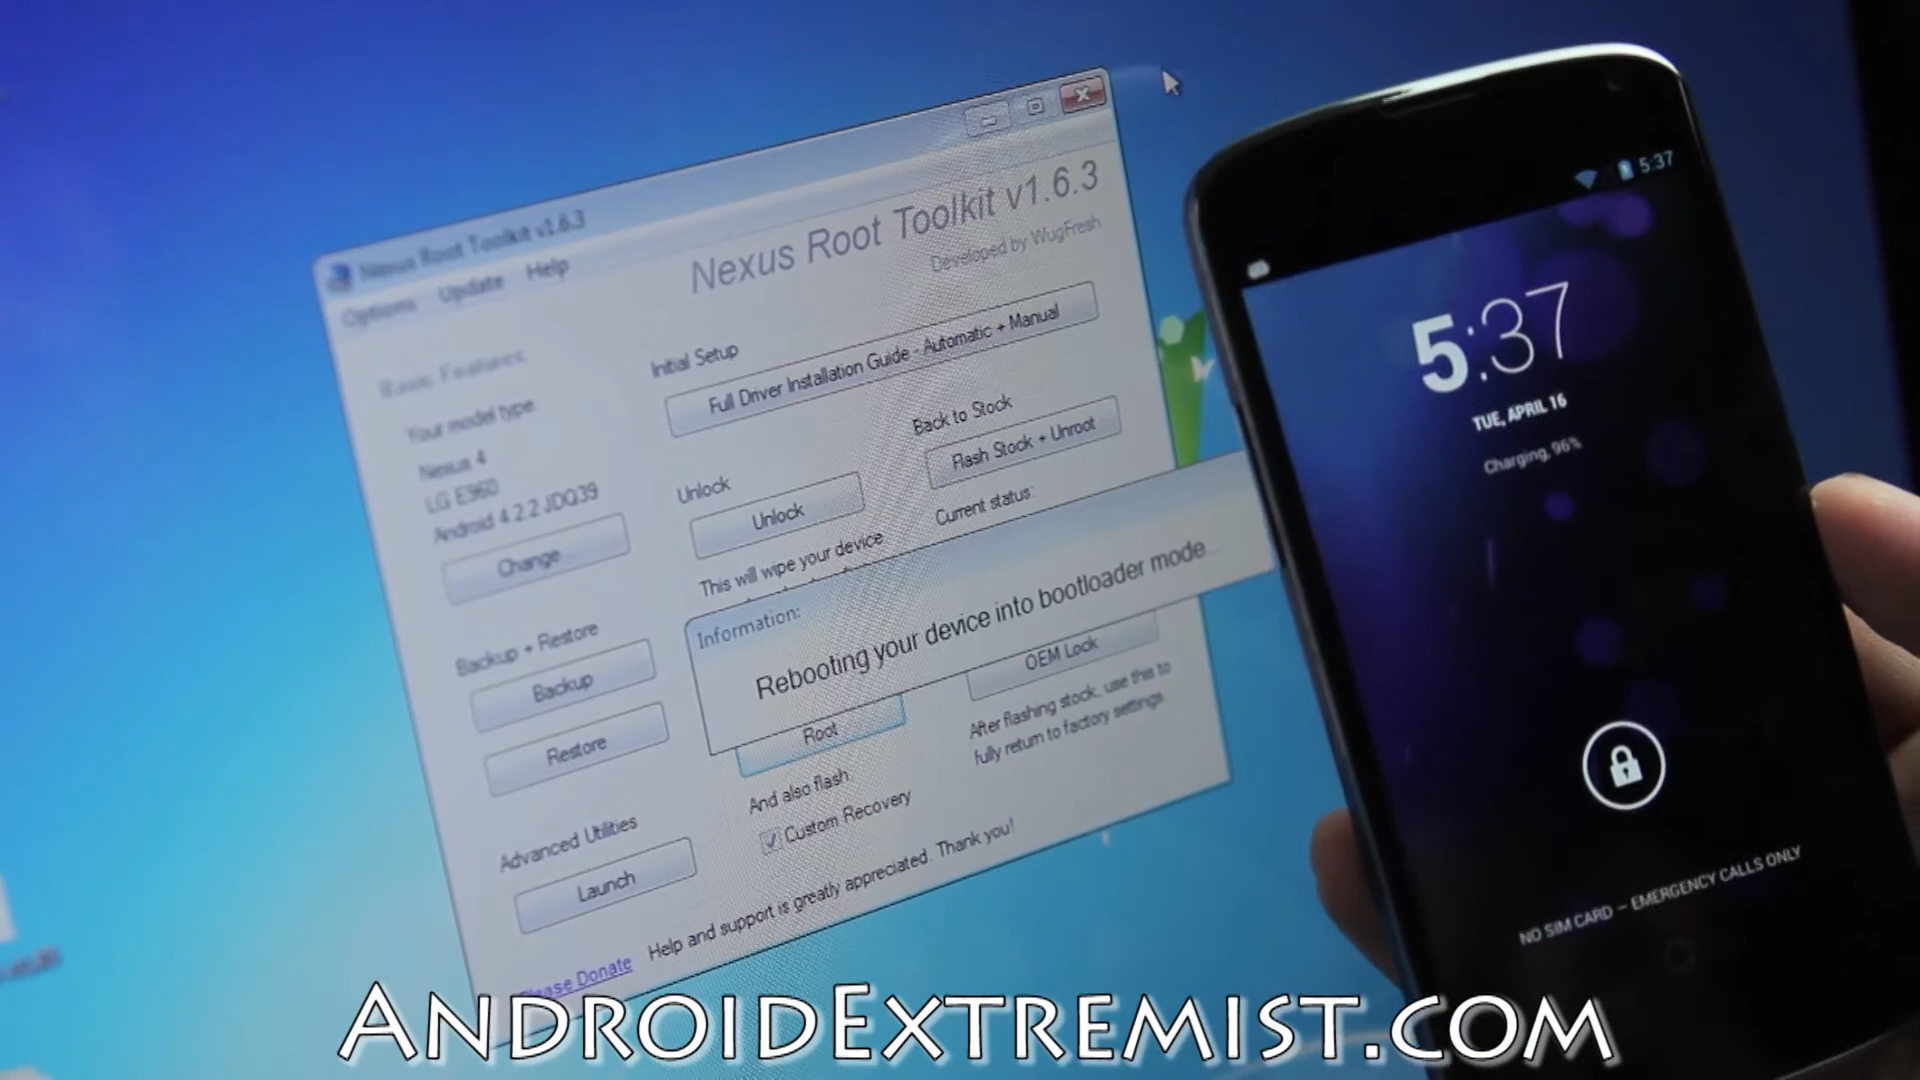 Nexus Root Toolkit v1.6.3
Options Update Help
Nexus Root Toolkit v1.6.3
Developed by WugFresh
Basic Features:
Your model type:
Nexus 4
LG E960
Android 4.2.2 JDQ39
Change
Backup + Restore
Backup
Restore
Advanced Utilities
Launch
Please Donate
Help and support is greatly appreciated. Thank you!
Initial Setup
Full Driver Installation Guide - Automatic + Manual
Unlock
Unlock
This will wipe your device
Back to Stock
Flash Stock + Unroot
Current status:
Information:
Rebooting your device into bootloader mode...
Root
And also flash:
Custom Recovery
OEM Lock
After flashing stock, use this to
fully return to factory settings
5:37
5:37
TUE, APRIL 16
Charging, 96%
NO SIM CARD — EMERGENCY CALLS ONLY
ANDROIDEXTREMIST.COM